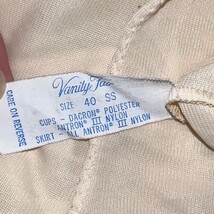 Vanity Fair
SIZE 40 SS
CUPS - DACRON® POLYESTER
ANTRON® III NYLON
SKIRT - ALL ANTRON® III NYLON
CARE ON
REVERSE